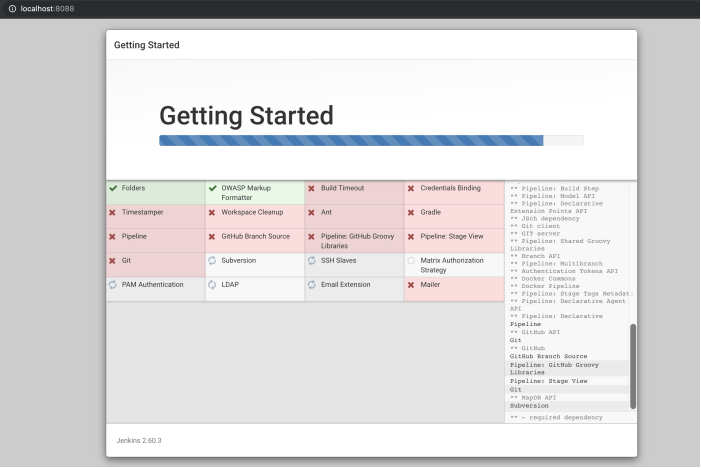 localhost:8088
Getting Started
Getting Started
Folders
OWASP Markup
Formatter
Build Timeout
Credentials Binding
Timestamper
Workspace Cleanup
Ant
Gradle
Pipeline
GitHub Branch Source
Pipeline: GitHub Groovy
Libraries
Pipeline: Stage View
Git
Subversion
SSH Slaves
Matrix Authorization
Strategy
PAM Authentication
LDAP
Email Extension
Mailer
** Pipeline: Build Step
** Pipeline: Model API
** Pipeline: Declarative
Extension Points API
** JSch dependency
** Git client
** GIT server
** Pipeline: Shared Groovy
Libraries
** Branch API
** Pipeline: Multibranch
** Authentication Tokens API
** Docker Commons
** Docker Pipeline
** Pipeline: Stage Tags Metadat
** Pipeline: Declarative Agent
API
** Pipeline: Declarative
Pipeline
** GitHub API
Git
** GitHub
GitHub Branch Source
Pipeline: GitHub Groovy
Libraries
Pipeline: Stage View
Git
** MapDB API
Subversion
** - required dependency
Jenkins 2.60.3